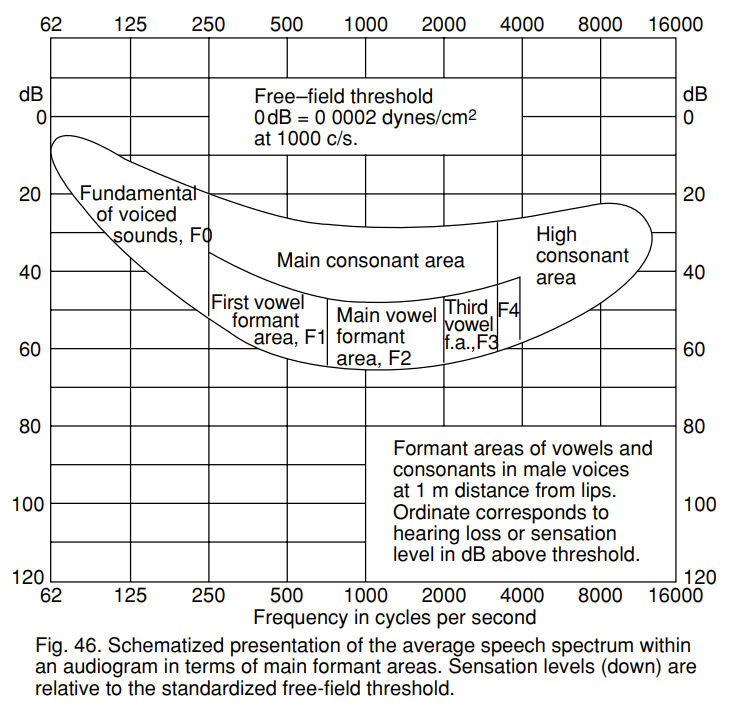 62 125 250 500 1000 2000 4000 8000 16000
dB dB
0 0
20 20
40 40
60 60
80 80
100 100
120 120
Free–field threshold
0 dB = 0 0002 dynes/cm2
at 1000 c/s.
Fundamental
of voiced
sounds, F0
Main consonant area
High
consonant
area
First vowel
formant
area, F1
Main vowel
formant
area, F2
Third
vowel
f.a.,F3
F4
Formant areas of vowels and
consonants in male voices
at 1 m distance from lips.
Ordinate corresponds to
hearing loss or sensation
level in dB above threshold.
62 125 250 500 1000 2000 4000 8000 16000
Frequency in cycles per second
Fig. 46. Schematized presentation of the average speech spectrum within
an audiogram in terms of main formant areas. Sensation levels (down) are
relative to the standardized free-field threshold.